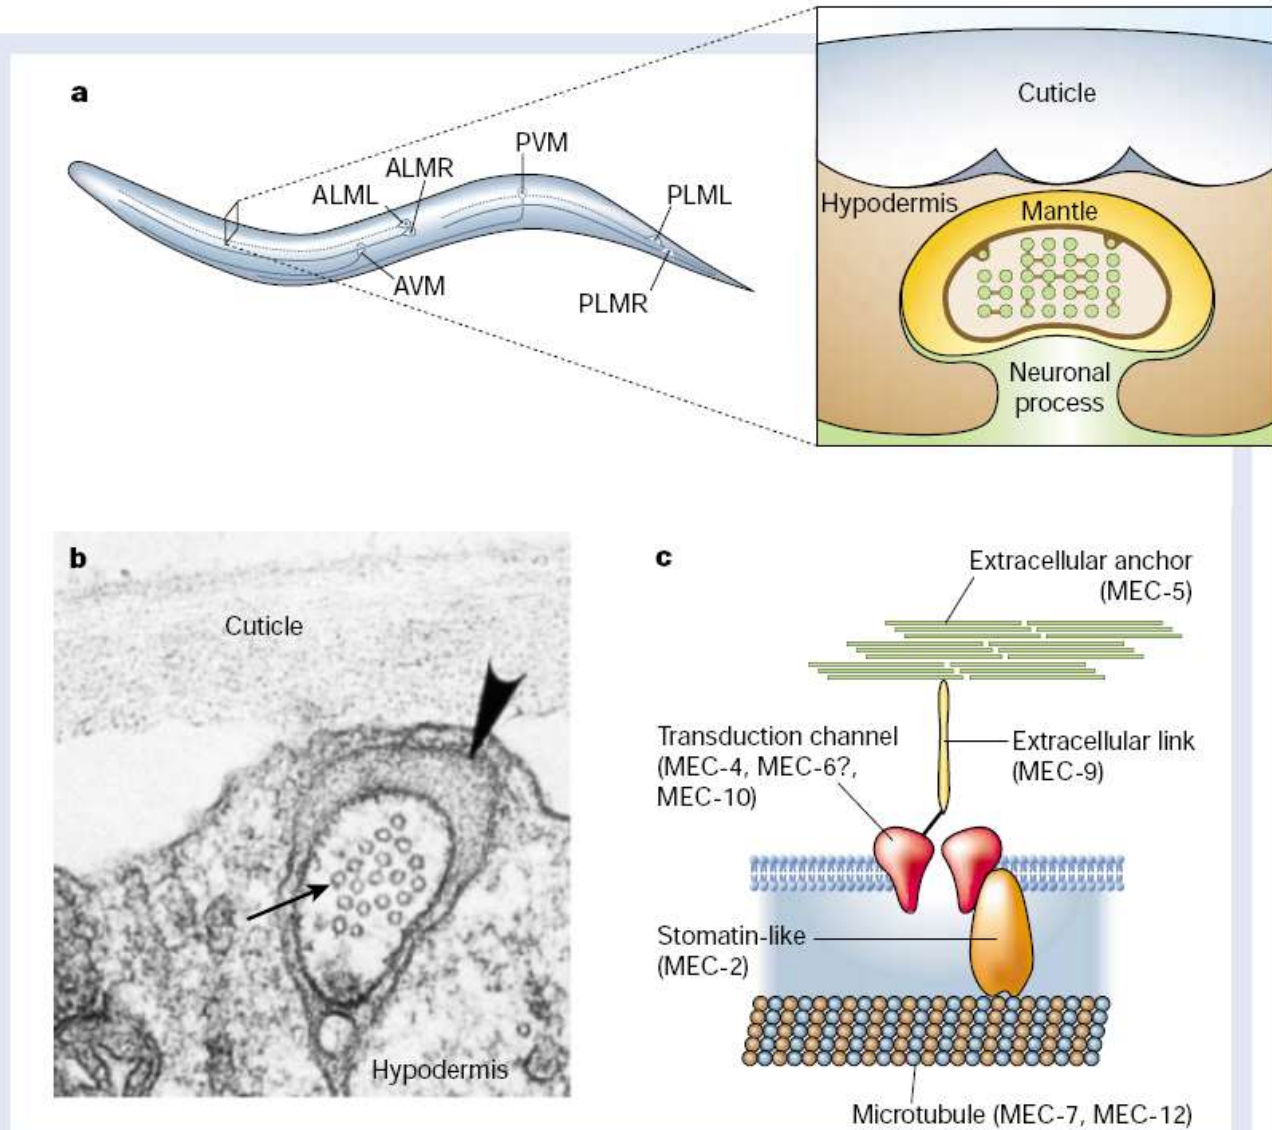 a
PVM
ALMR
ALML
PLML
AVM
PLMR
Cuticle
Hypodermis
Mantle
Neuronal
process
b
Cuticle
Hypodermis
c
Extracellular anchor
(MEC-5)
Transduction channel
(MEC-4, MEC-6?,
MEC-10)
Extracellular link
(MEC-9)
Stomatin-like
(MEC-2)
Microtubule (MEC-7, MEC-12)